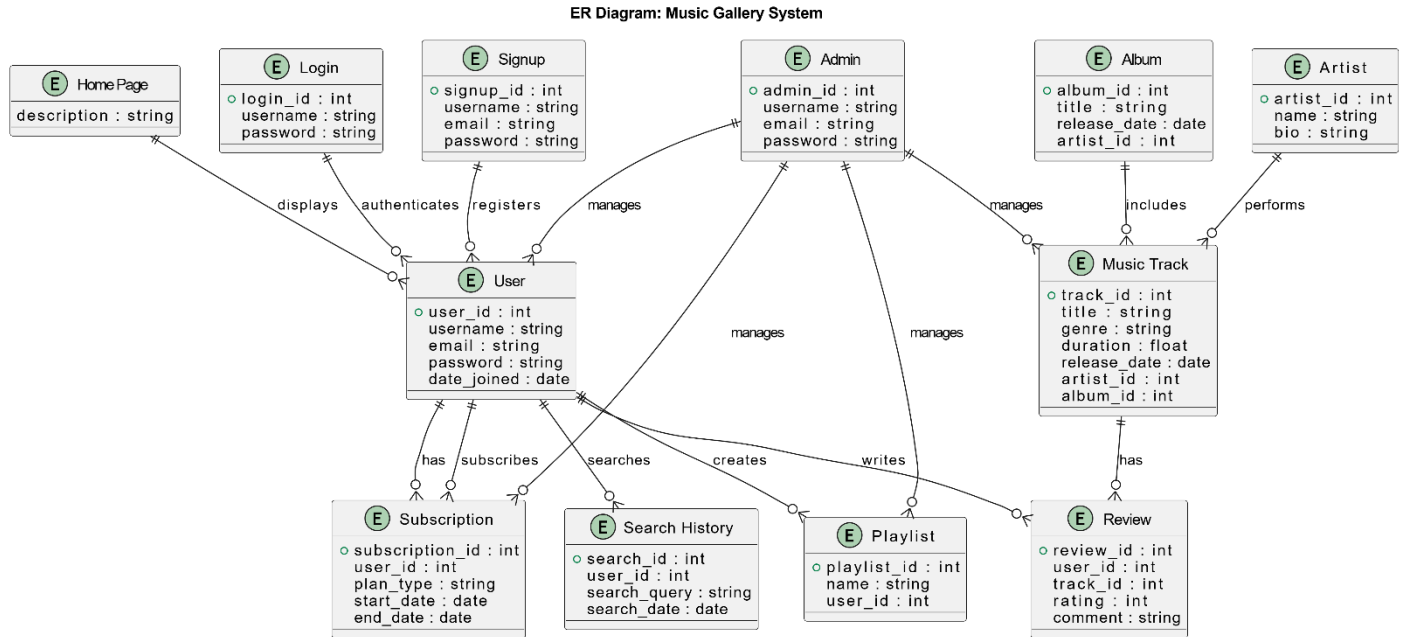 ER Diagram: Music Gallery System
E Home Page
description : string
E Login
login_id : int
username : string
password : string
E Signup
signup_id : int
username : string
email : string
password : string
E Admin
admin_id : int
username : string
email : string
password : string
E Album
album_id : int
title : string
release_date : date
artist_id : int
E Artist
artist_id : int
name : string
bio : string
displays
authenticates
registers
manages
manages
includes
performs
E User
user_id : int
username : string
email : string
password : string
date_joined : date
E Music Track
track_id : int
title : string
genre : string
duration : float
release_date : date
artist_id : int
album_id : int
manages
manages
has
subscribes
searches
creates
writes
has
E Subscription
subscription_id : int
user_id : int
plan_type : string
start_date : date
end_date : date
E Search History
search_id : int
user_id : int
search_query : string
search_date : date
E Playlist
playlist_id : int
name : string
user_id : int
E Review
review_id : int
user_id : int
track_id : int
rating : int
comment : string